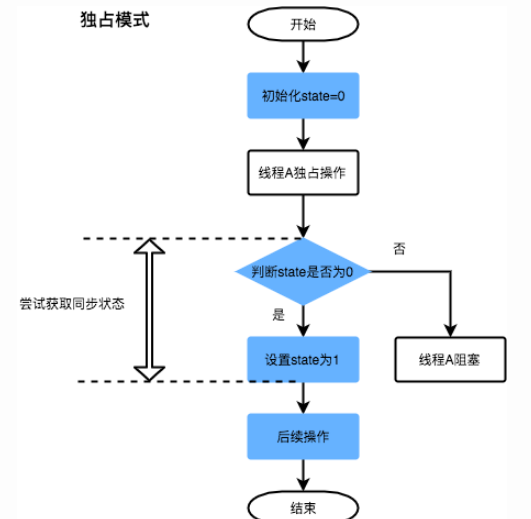 独占模式
开始
初始化state=0
线程A独占操作
判断state是否为0
否
尝试获取同步状态
是
设置state为1
线程A阻塞
后续操作
结束